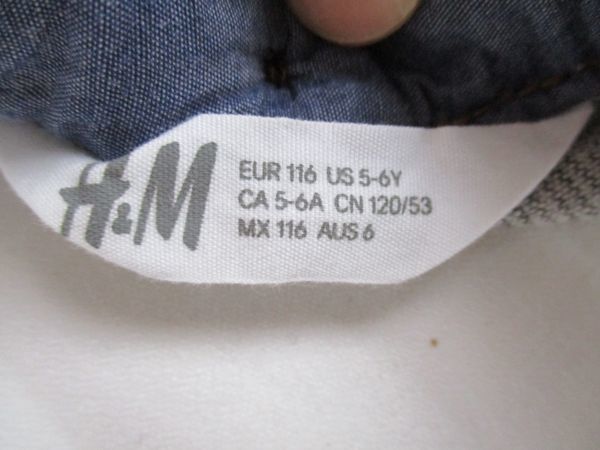 H&M
EUR 116 US 5-6Y
CA 5-6A CN 120/53
MX 116 AUS 6